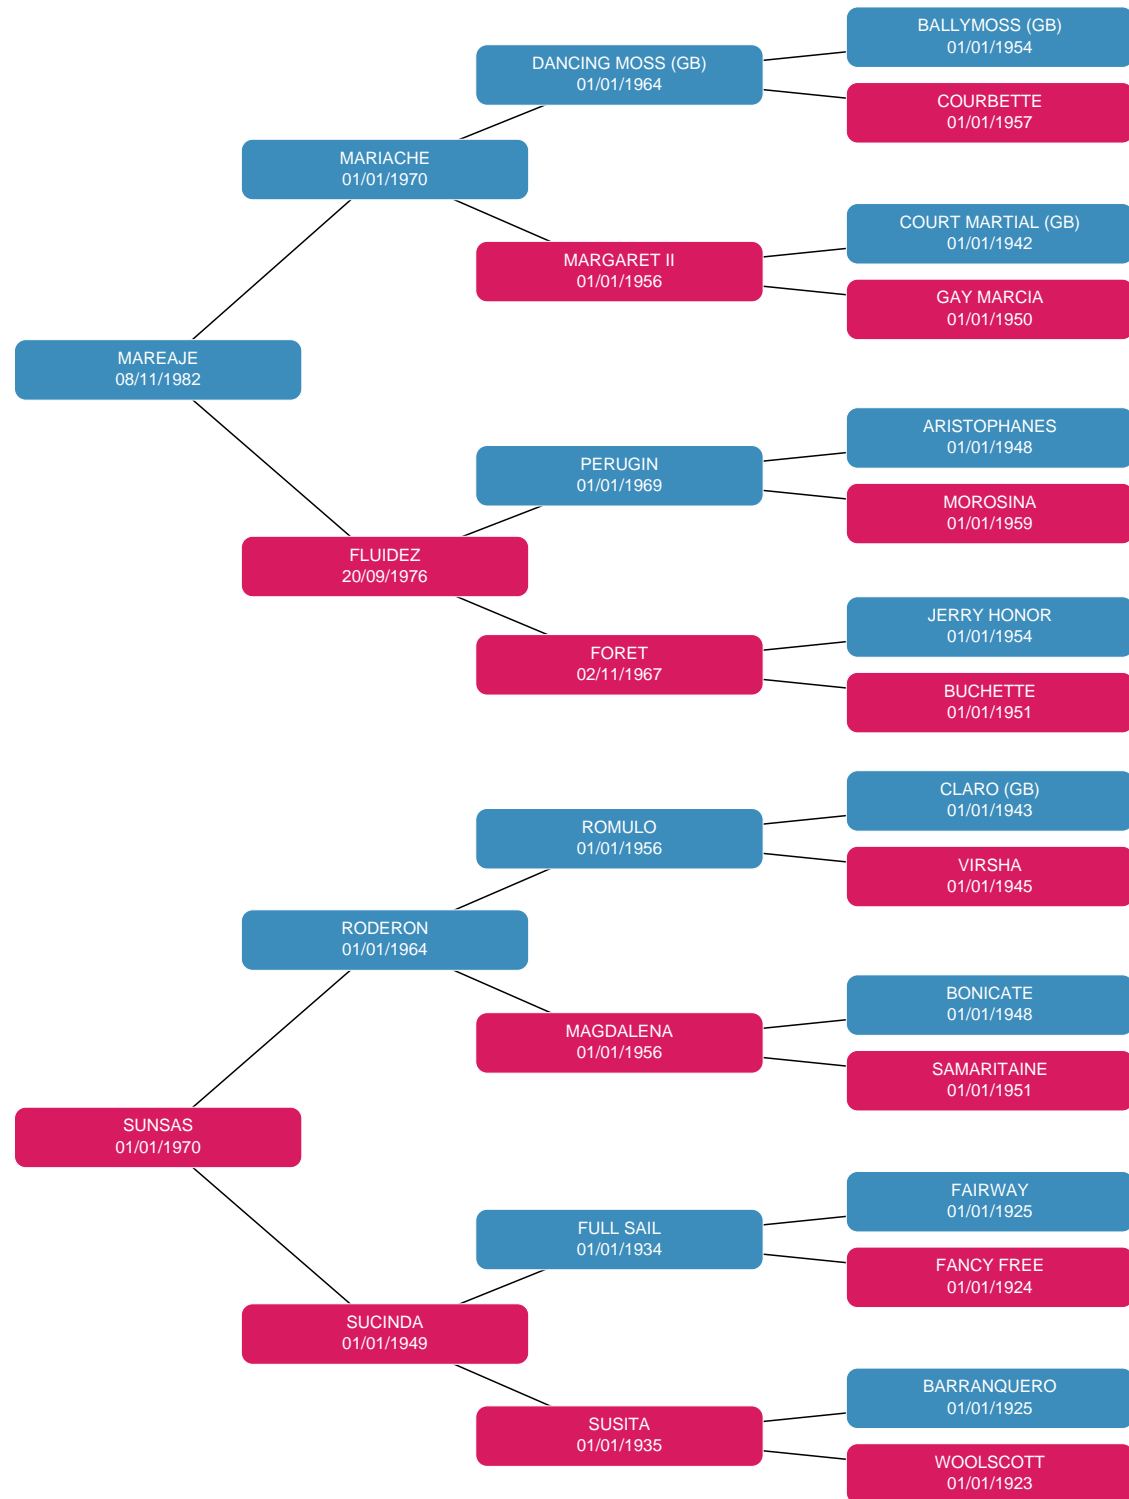 BALLYMOSS (GB)
01/01/1954
DANCING MOSS (GB)
01/01/1964
COURBETTE
01/01/1957
MARIACHE
01/01/1970
COURT MARTIAL (GB)
01/01/1942
MARGARET II
01/01/1956
GAY MARCIA
01/01/1950
MAREAJE
08/11/1982
ARISTOPHANES
01/01/1948
PERUGIN
01/01/1969
MOROSINA
01/01/1959
FLUIDEZ
20/09/1976
JERRY HONOR
01/01/1954
FORET
02/11/1967
BUCHETTE
01/01/1951
CLARO (GB)
01/01/1943
ROMULO
01/01/1956
VIRSHA
01/01/1945
RODERON
01/01/1964
BONICATE
01/01/1948
MAGDALENA
01/01/1956
SAMARITAINE
01/01/1951
SUNSAS
01/01/1970
FAIRWAY
01/01/1925
FULL SAIL
01/01/1934
FANCY FREE
01/01/1924
SUCINDA
01/01/1949
BARRANQUERO
01/01/1925
SUSITA
01/01/1935
WOOLSCOTT
01/01/1923